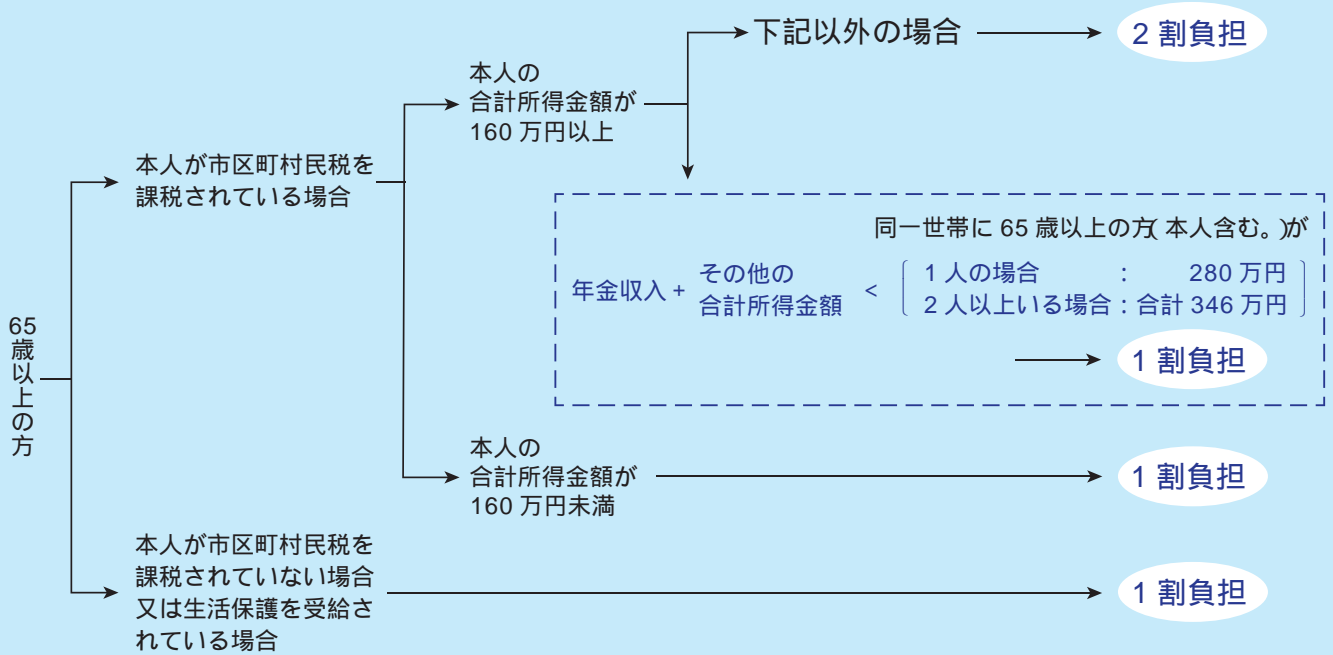 65歳以上の方
本人が市区町村民税を
課税されている場合
本人の
合計所得金額が
160 万円以上
下記以外の場合
2 割負担
同一世帯に 65 歳以上の方(本人含む。)が
年金収入 + その他の合計所得金額 <
1 人の場合 : 280 万円
2 人以上いる場合 : 合計 346 万円
1 割負担
本人の
合計所得金額が
160 万円未満
1 割負担
本人が市区町村民税を
課税されていない場合
又は生活保護を受給さ
れている場合
1 割負担